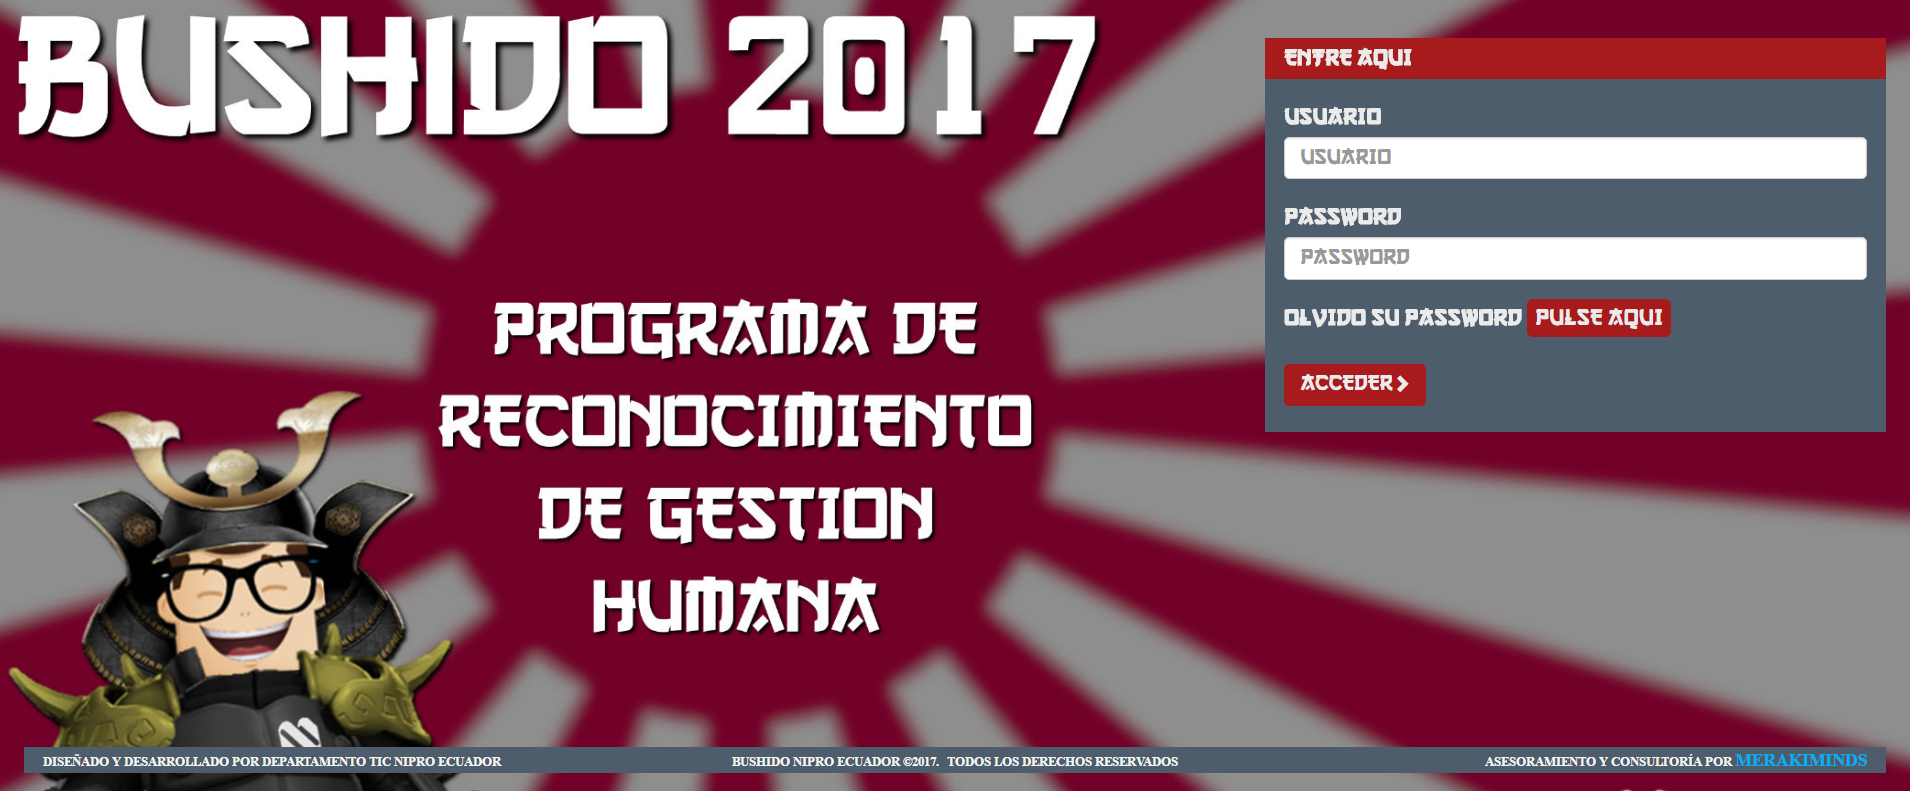 BUSHIDO 2017
ENTRE AQUI
USUARIO
USUARIO
PASSWORD
PASSWORD
OLVIDO SU PASSWORD PULSE AQUI
ACCEDER
PROGRAMA DE
RECONOCIMIENTO
DE GESTION
HUMANA
DISEÑADO Y DESARROLLADO POR DEPARTAMENTO TIC NIPRO ECUADOR
BUSHIDO NIPRO ECUADOR ©2017. TODOS LOS DERECHOS RESERVADOS
ASESORAMIENTO Y CONSULTORÍA POR MERAKIMINDS